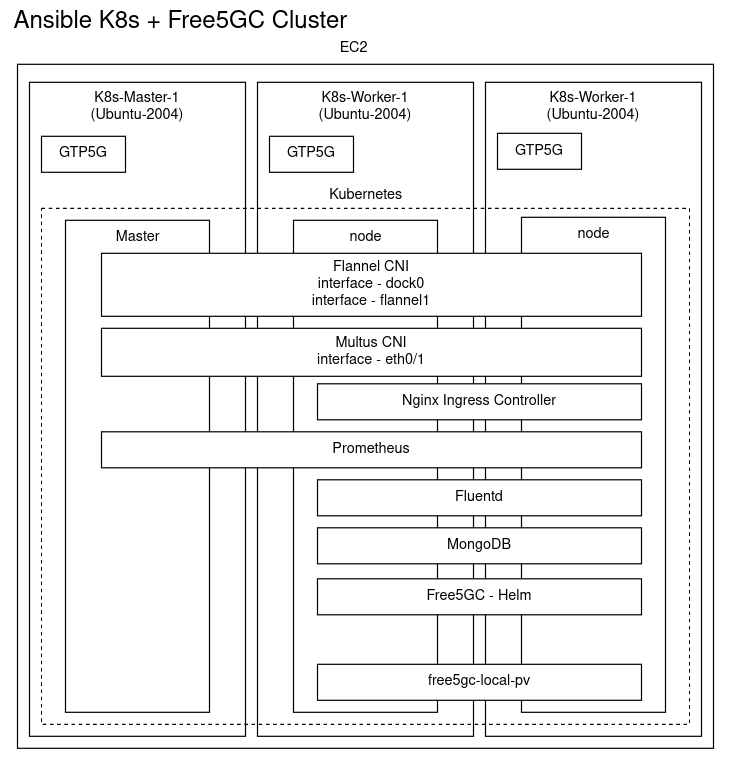 Ansible K8s + Free5GC Cluster
EC2
K8s-Master-1
(Ubuntu-2004)
K8s-Worker-1
(Ubuntu-2004)
K8s-Worker-1
(Ubuntu-2004)
GTP5G
GTP5G
GTP5G
Kubernetes
Master
node
node
Flannel CNI
interface - dock0
interface - flannel1
Multus CNI
interface - eth0/1
Nginx Ingress Controller
Prometheus
Fluentd
MongoDB
Free5GC - Helm
free5gc-local-pv